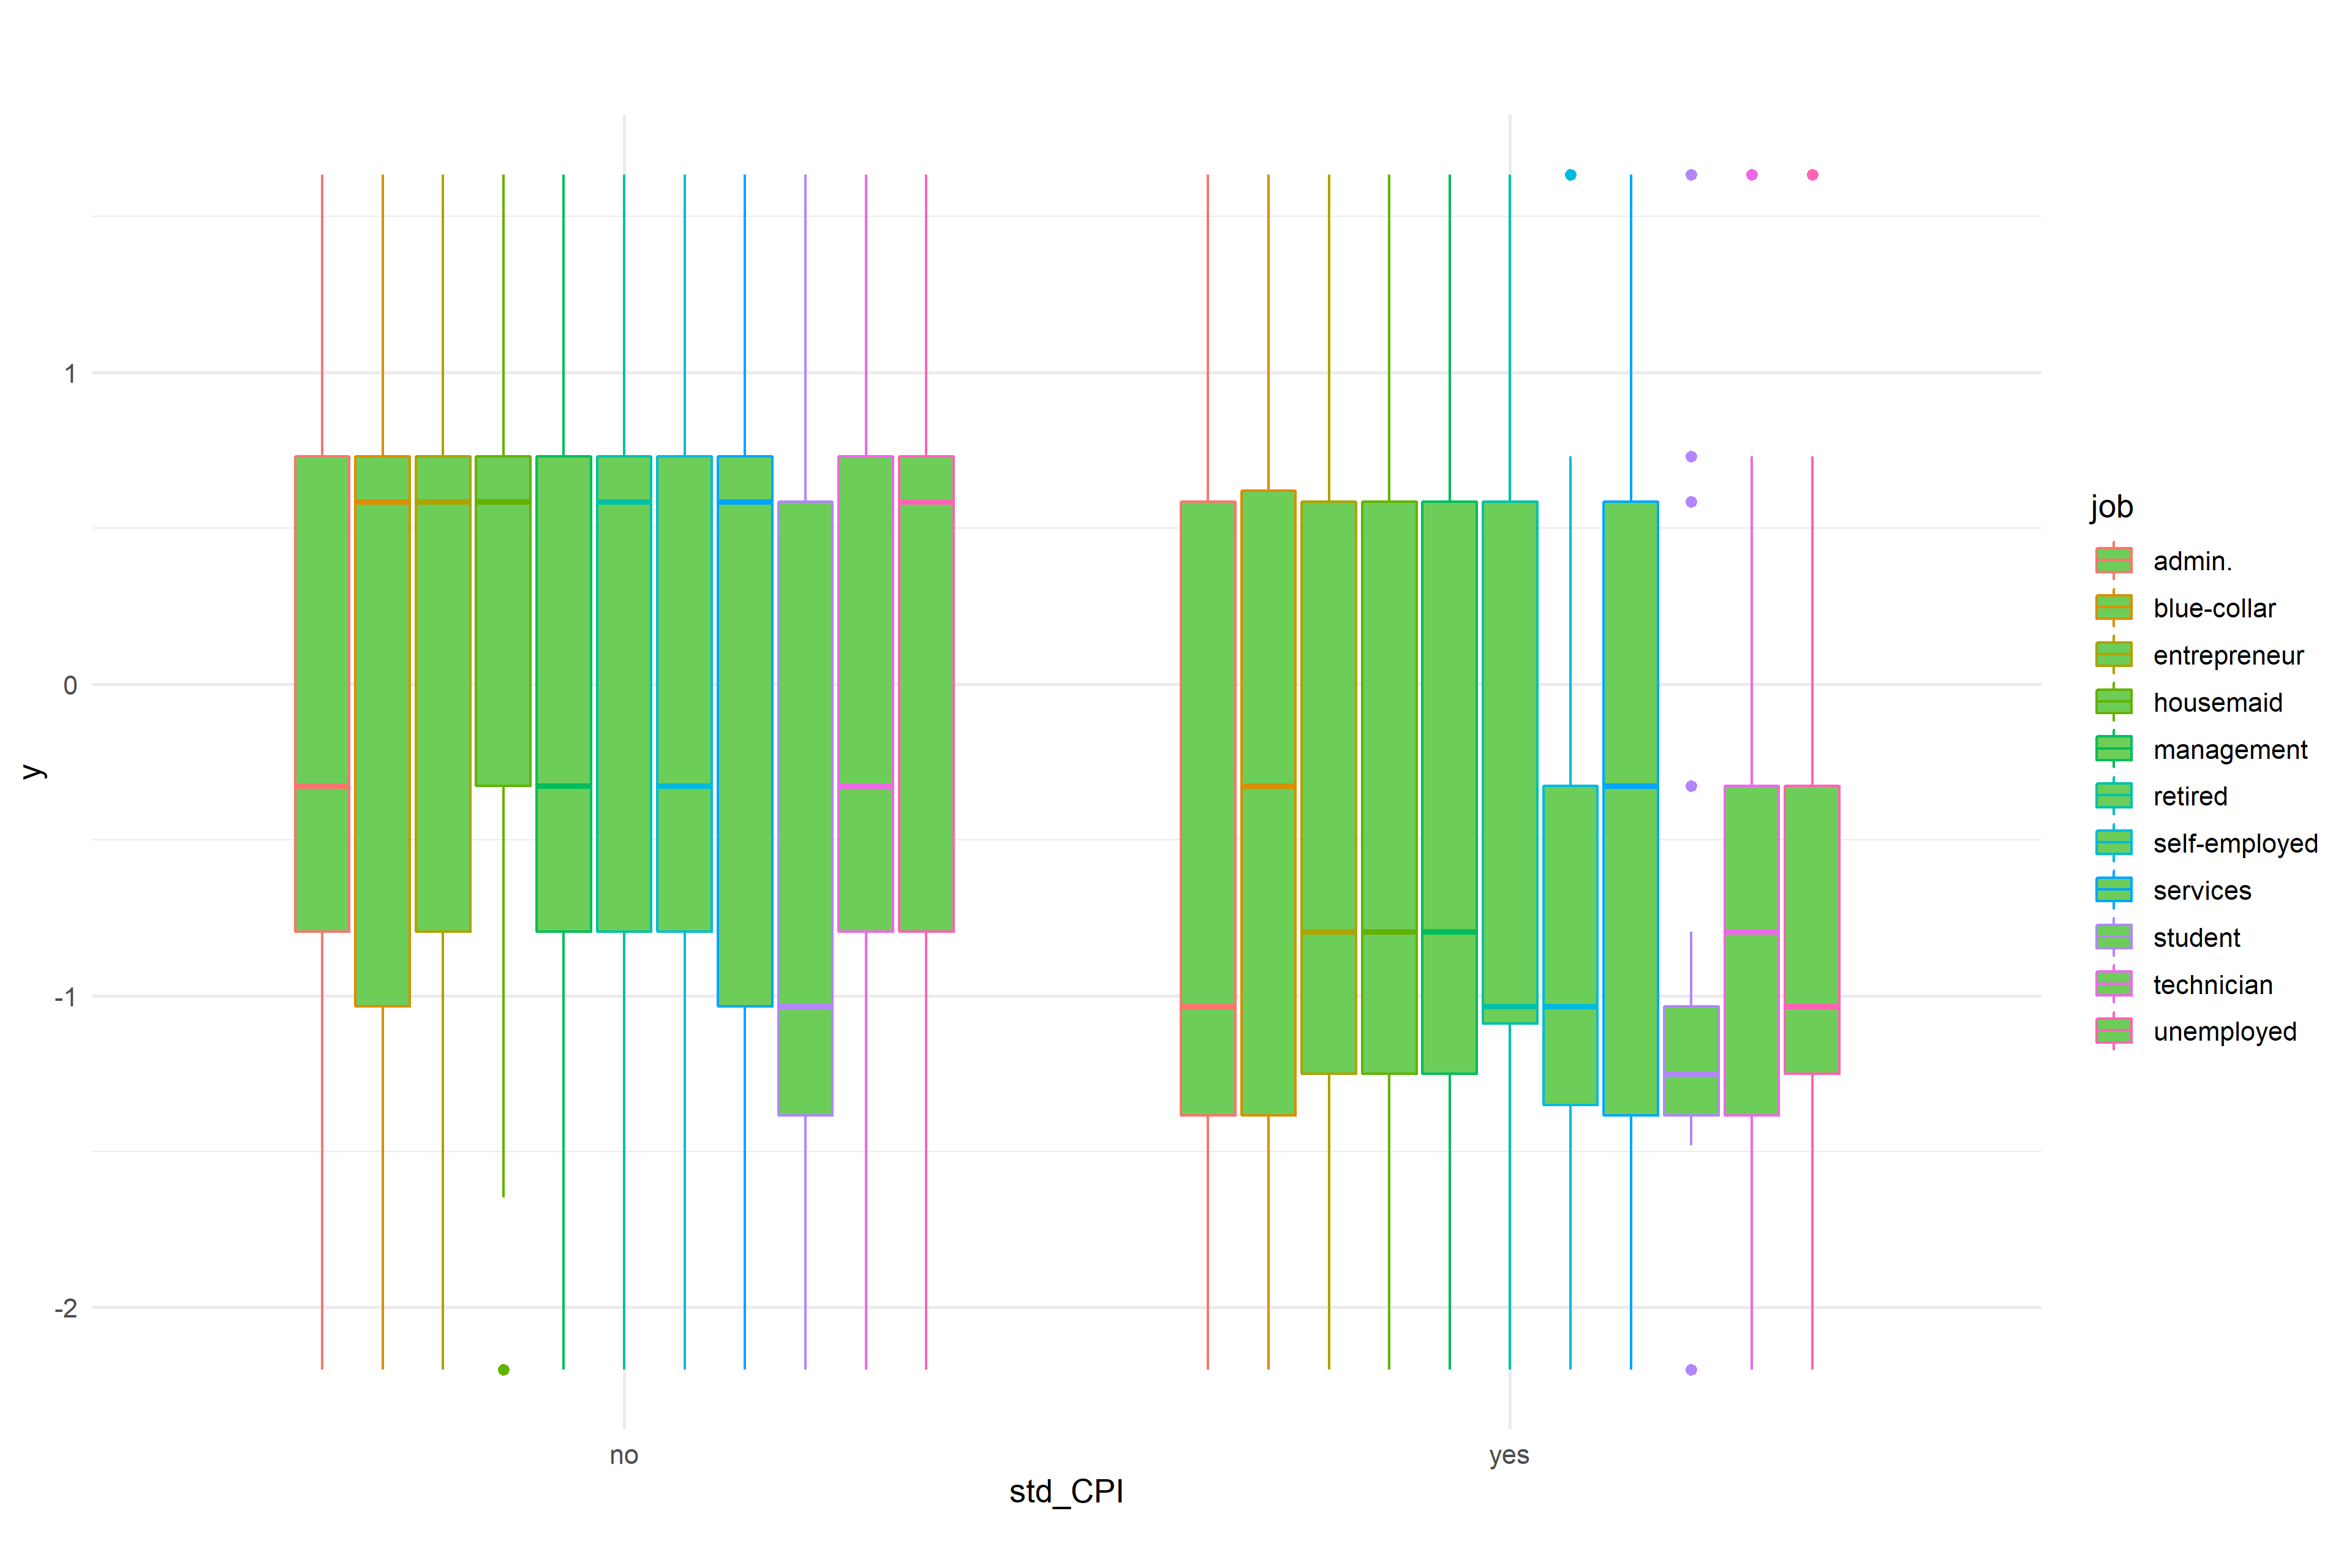 1
0
-1
-2
y
no
yes
std_CPI
job
admin.
blue-collar
entrepreneur
housemaid
management
retired
self-employed
services
student
technician
unemployed